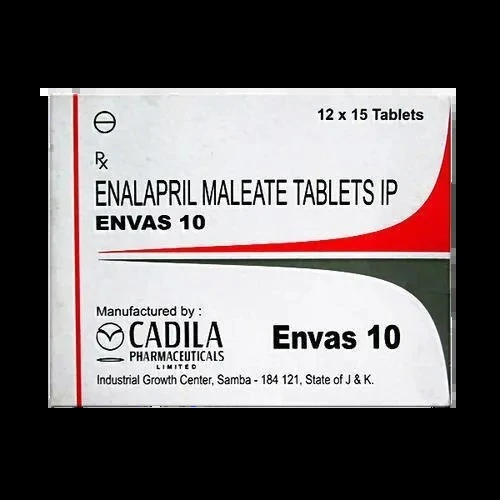 12 x 15 Tablets
Rx
ENALAPRIL MALEATE TABLETS IP
ENVAS 10
Manufactured by :
CADILA
PHARMACEUTICALS
LIMITED
Envas 10
Industrial Growth Center, Samba - 184 121, State of J & K.